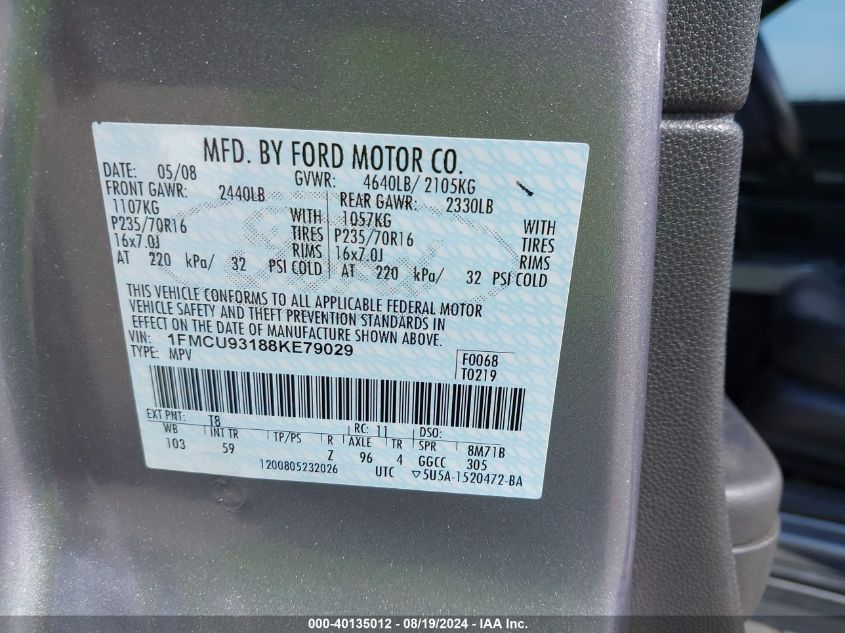 MFD. BY FORD MOTOR CO.
DATE: 05/08 GVWR: 4640LB/ 2105KG
FRONT GAWR: 2440LB REAR GAWR: 2330LB
1107KG WITH 1057KG WITH
P235/70R16 TIRES P235/70R16 TIRES
16x7.0J RIMS 16x7.0J RIMS
AT 220 kPa/ 32 PSI COLD AT 220 kPa/ 32 PSI COLD
THIS VEHICLE CONFORMS TO ALL APPLICABLE FEDERAL MOTOR
VEHICLE SAFETY AND THEFT PREVENTION STANDARDS IN
EFFECT ON THE DATE OF MANUFACTURE SHOWN ABOVE.
VIN: 1FMCU93188KE79029
TYPE: MPV
F0068
T0219
EXT PNT: T8 RC: 11 DSO:
WB INT TR TP/PS R AXLE TR SPR 8M71B
103 59 Z 96 4 GGCC 305
1200805232026 UTC ▽5U5A-1520472-BA
000-40135012 - 08/19/2024 - IAA Inc.